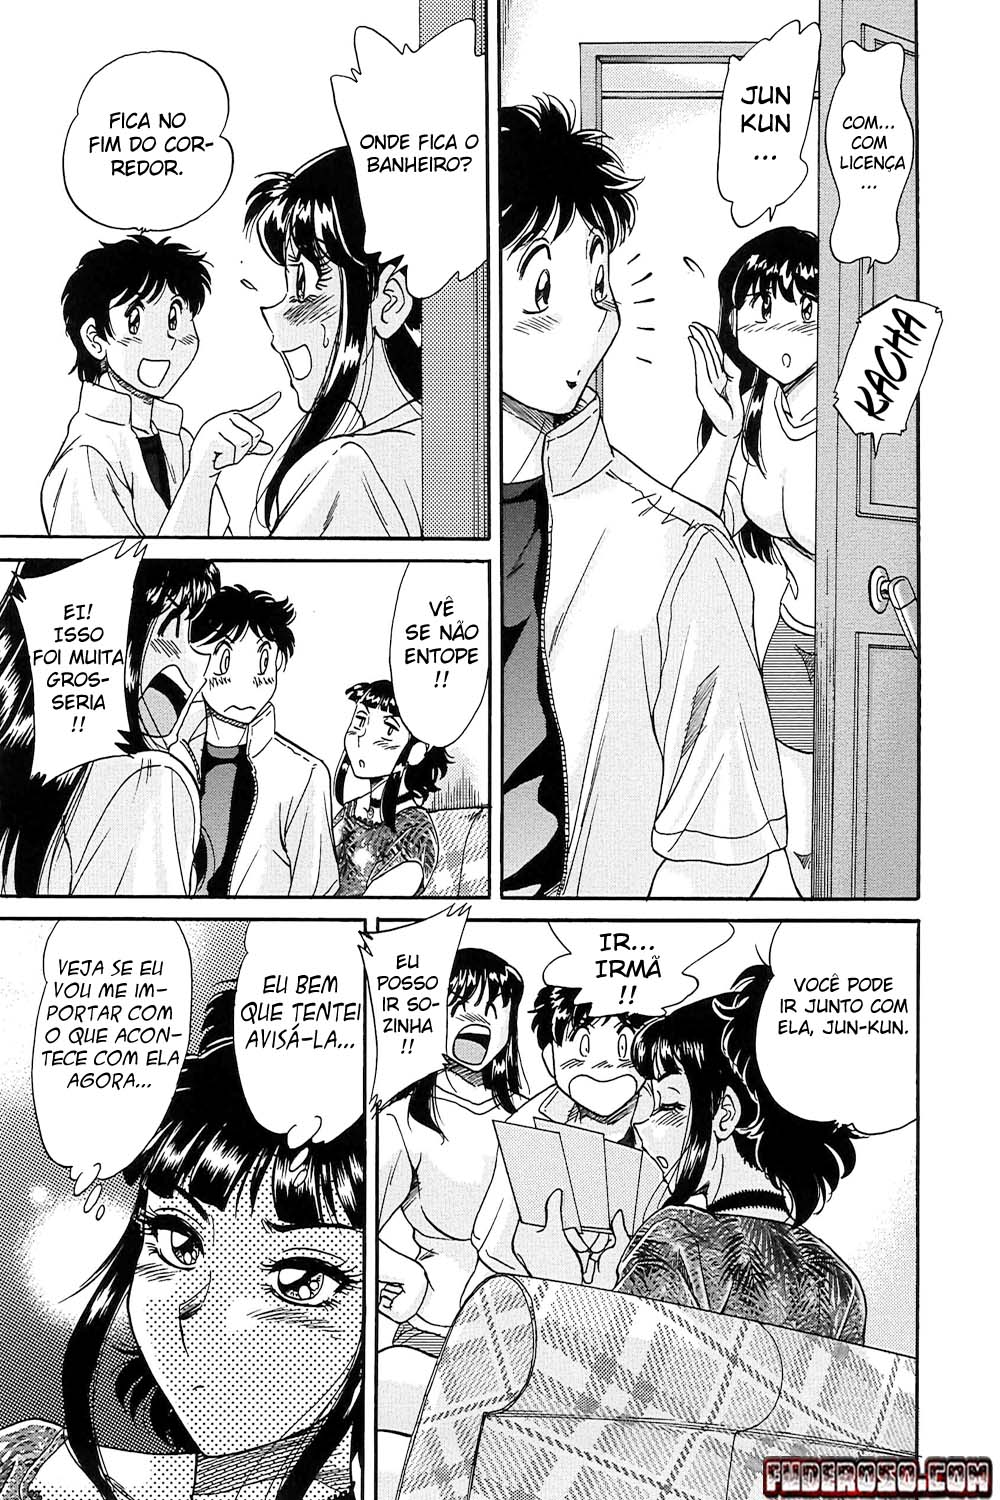 COM...
COM
LICENÇA
...
KACHA
JUN
KUN
...
ONDE FICA O
BANHEIRO?
FICA NO
FIM DO COR-
REDOR.
VÊ
SE NÃO
ENTOPE
!!
EI!
ISSO
FOI MUITA
GROS-
SERIA
!!
VOCÊ PODE
IR JUNTO COM
ELA, JUN-KUN.
IR...
IRMÃ
!!
EU
POSSO
IR SO-
ZINHA
!!
EU BEM
QUE TENTEI
AVISÁ-LA...
VEJA SE EU
VOU ME IM-
PORTAR COM
O QUE ACON-
TECE COM ELA
AGORA...
FUDEROSO.COM